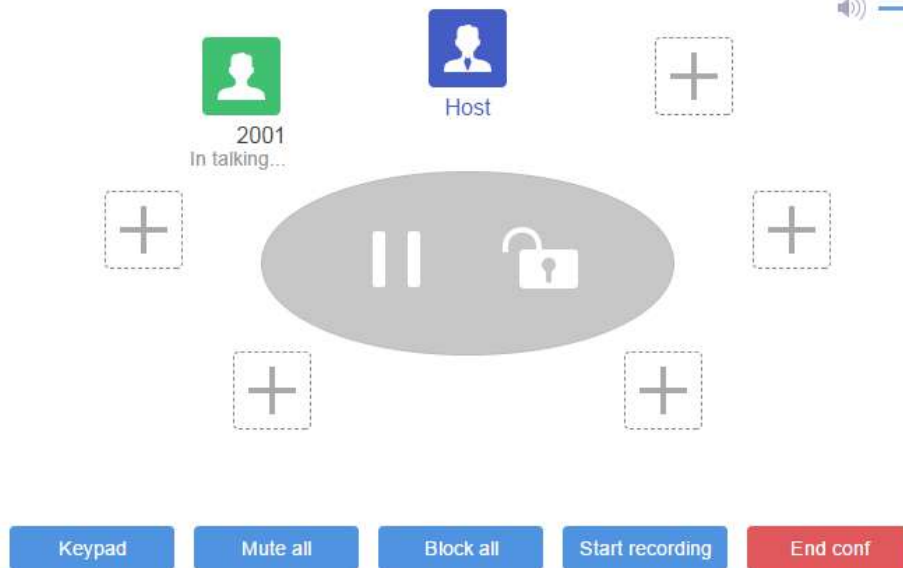 Host
2001
In talking...
Keypad
Mute all
Block all
Start recording
End conf